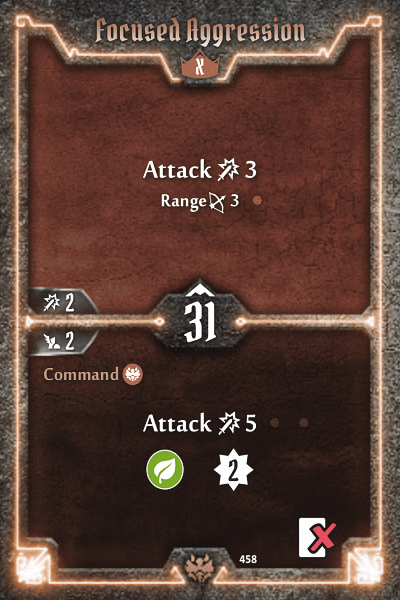 Focused Aggression
X
Attack 3
Range 3
2
31
2
Command
Attack 5
2
458